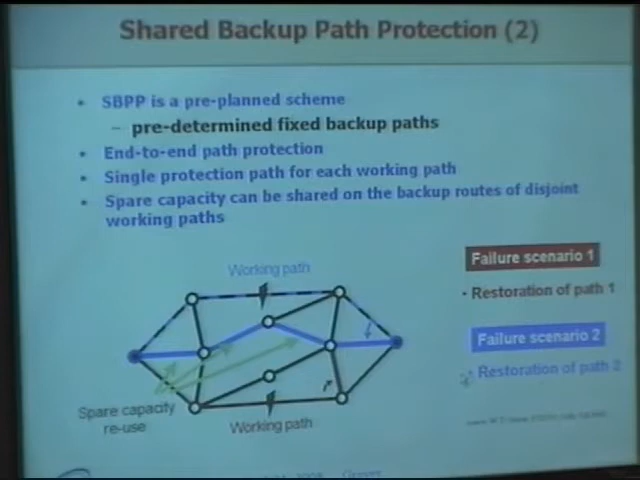 Shared Backup Path Protection (2)
• SBPP is a pre-planned scheme
– pre-determined fixed backup paths
• End-to-end path protection
• Single protection path for each working path
• Spare capacity can be shared on the backup routes of disjoint
working paths
Working path
Failure scenario 1
• Restoration of path 1
Failure scenario 2
Restoration of path 2
Spare capacity
re-use
Working path